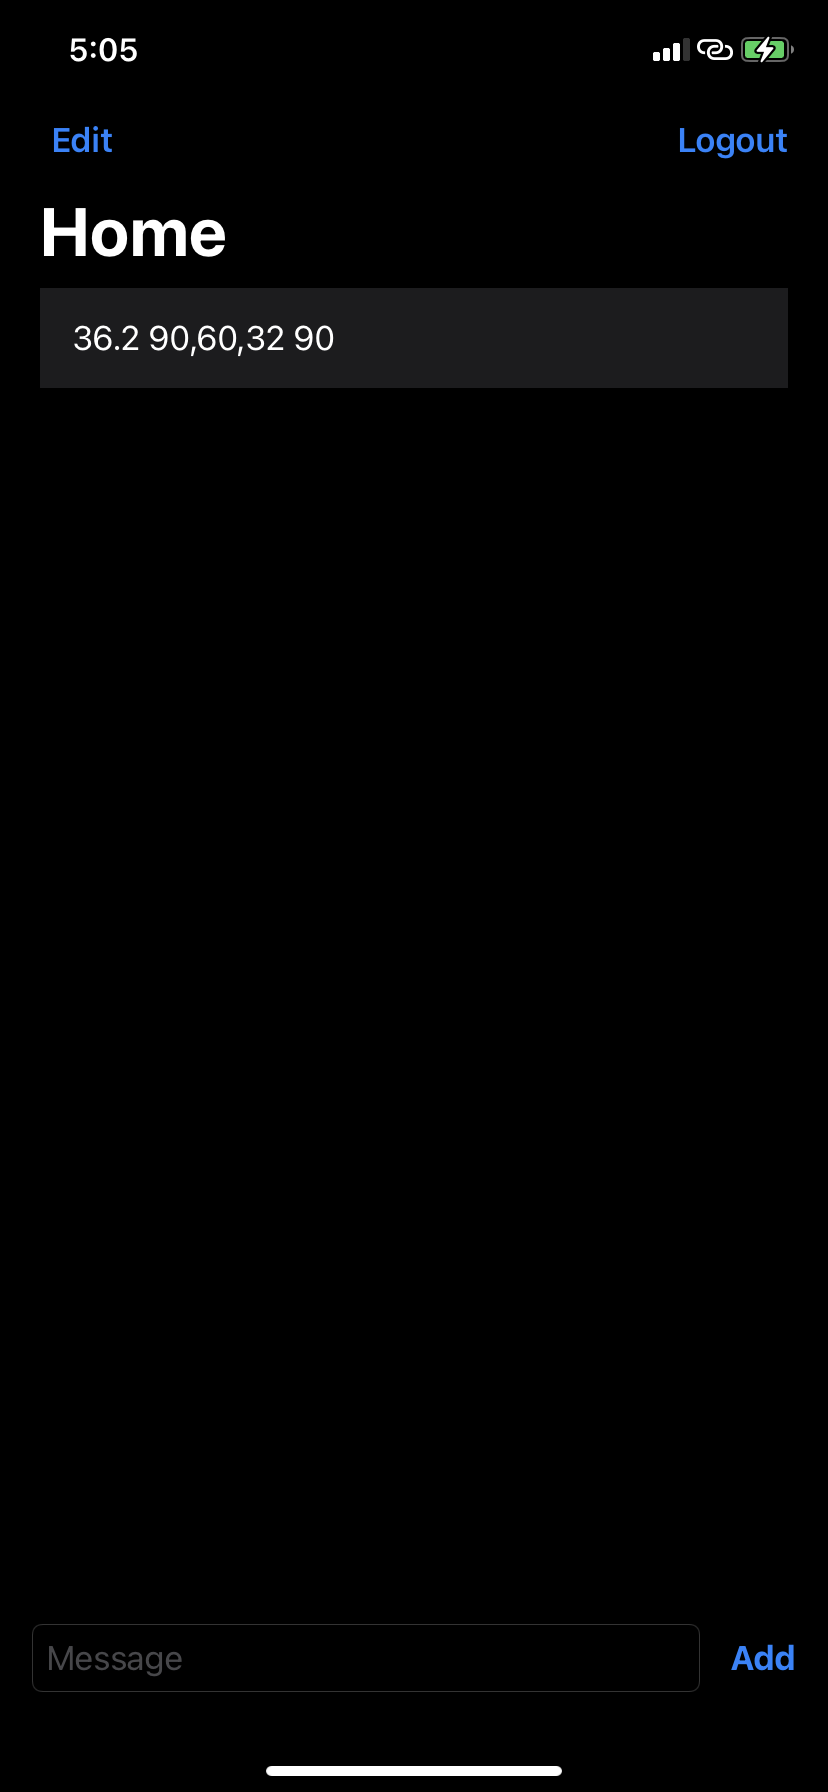 5:05
Edit Logout
Home
36.2 90,60,32 90
Message Add